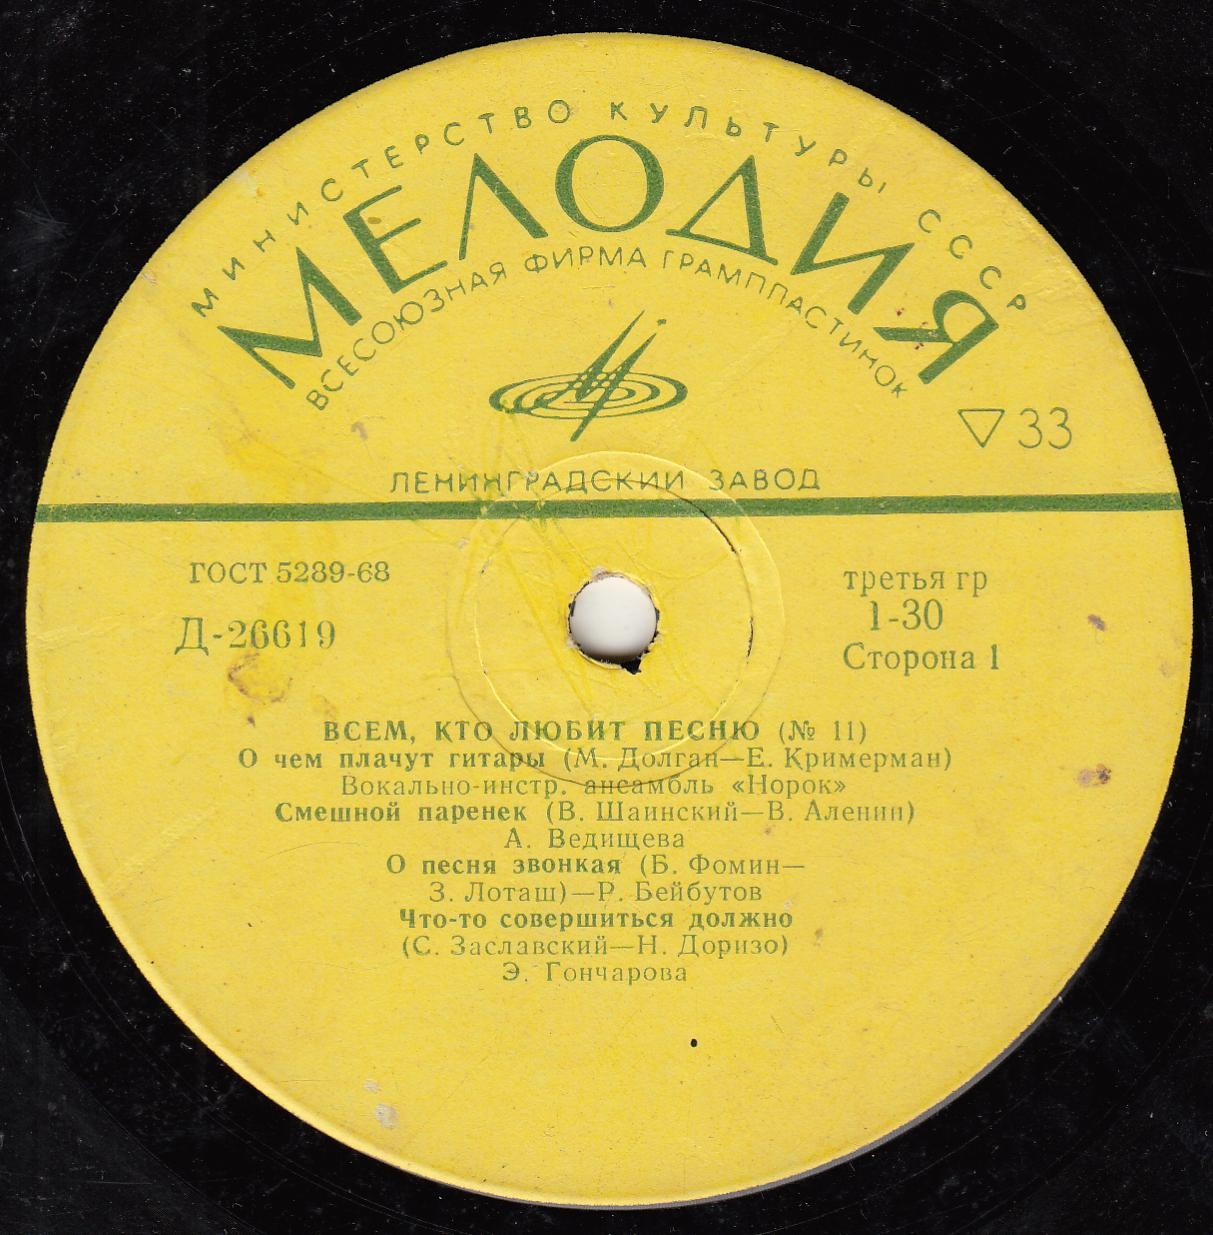 МИНИСТЕРСТВО КУЛЬТУРЫ СССР
МЕЛОДИЯ
ВСЕСОЮЗНАЯ ФИРМА ГРАМПЛАСТИНОК
М
▽33
ЛЕНИНГРАДСКИЙ ЗАВОД
ГОСТ 5289-68
третья гр
Д-26619
1-30
Сторона 1
ВСЕМ, КТО ЛЮБИТ ПЕСНЮ (№ 11)
О чем плачут гитары (М. Долган—Е. Кримерман)
Вокально-инстр. ансамбль «Норок»
Смешной паренек (В. Шаинский—В. Аленин)
А. Ведищева
О песня звонкая (Б. Фомин—
З. Лоташ)—Р. Бейбутов
Что-то совершиться должно
(С. Заславский—Н. Доризо)
Э. Гончарова